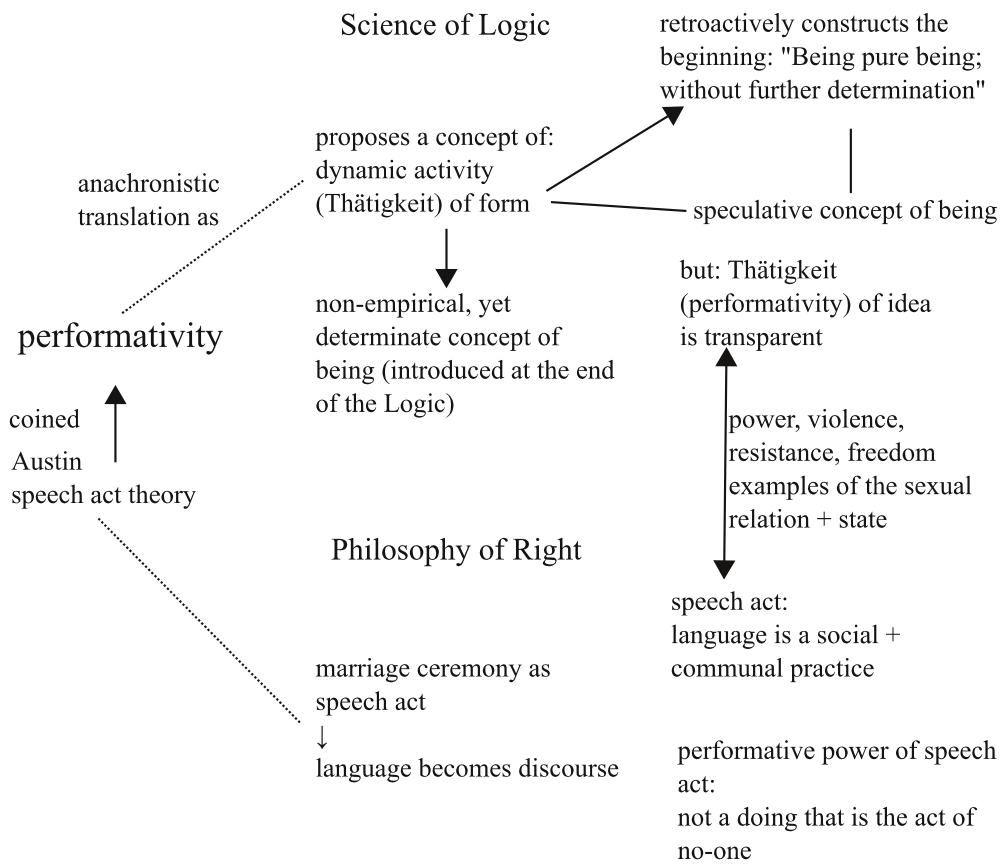 Science of Logic
retroactively constructs the
beginning: "Being pure being;
without further determination"
proposes a concept of:
dynamic activity
(Thätigkeit) of form
anachronistic
translation as
speculative concept of being
but: Thätigkeit
(performativity) of idea
is transparent
non-empirical, yet
determinate concept of
being (introduced at the end
of the Logic)
performativity
coined
Austin
speech act theory
power, violence,
resistance, freedom
examples of the sexual
relation + state
Philosophy of Right
speech act:
language is a social +
communal practice
marriage ceremony as
speech act
↓
language becomes discourse
performative power of speech
act:
not a doing that is the act of
no-one